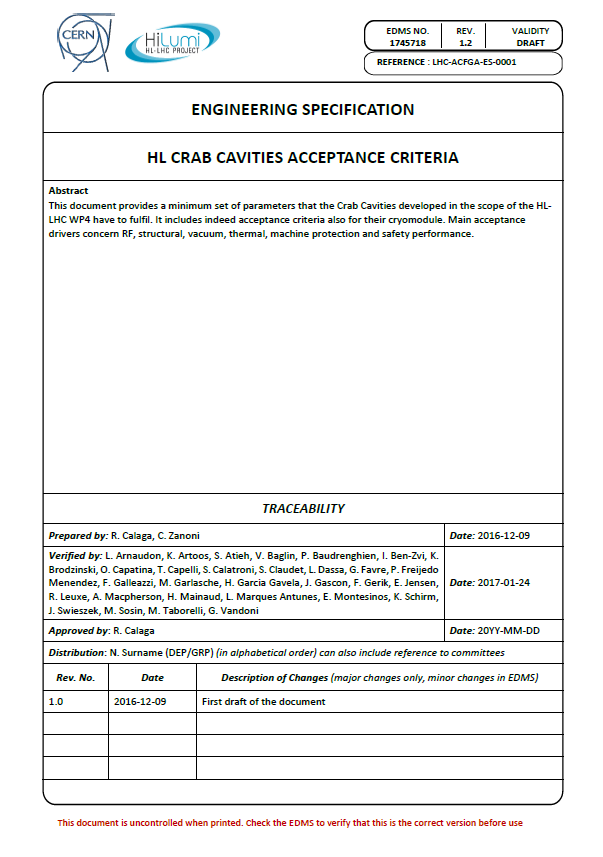 CERN
HiLumi
HL-LHC PROJECT
EDMS NO. REV. VALIDITY
1745718 1.2 DRAFT
REFERENCE : LHC-ACFGA-ES-0001
ENGINEERING SPECIFICATION
HL CRAB CAVITIES ACCEPTANCE CRITERIA
Abstract
This document provides a minimum set of parameters that the Crab Cavities developed in the scope of the HL-
LHC WP4 have to fulfil. It includes indeed acceptance criteria also for their cryomodule. Main acceptance
drivers concern RF, structural, vacuum, thermal, machine protection and safety performance.
TRACEABILITY
Prepared by: R. Calaga, C. Zanoni Date: 2016-12-09
Verified by: L. Arnaudon, K. Artoos, S. Atieh, V. Baglin, P. Baudrenghien, I. Ben-Zvi, K.
Brodzinski, O. Capatina, T. Capelli, S. Calatroni, S. Claudet, L. Dassa, G. Favre, P. Freijedo
Menendez, F. Galleazzi, M. Garlasche, H. Garcia Gavela, J. Gascon, F. Gerik, E. Jensen,
R. Leuxe, A. Macpherson, H. Mainaud, L. Marques Antunes, E. Montesinos, K. Schirm,
J. Swieszek, M. Sosin, M. Taborelli, G. Vandoni
Date: 2017-01-24
Approved by: R. Calaga Date: 20YY-MM-DD
Distribution: N. Surname (DEP/GRP) (in alphabetical order) can also include reference to committees
Rev. No. Date Description of Changes (major changes only, minor changes in EDMS)
1.0 2016-12-09 First draft of the document
This document is uncontrolled when printed. Check the EDMS to verify that this is the correct version before use